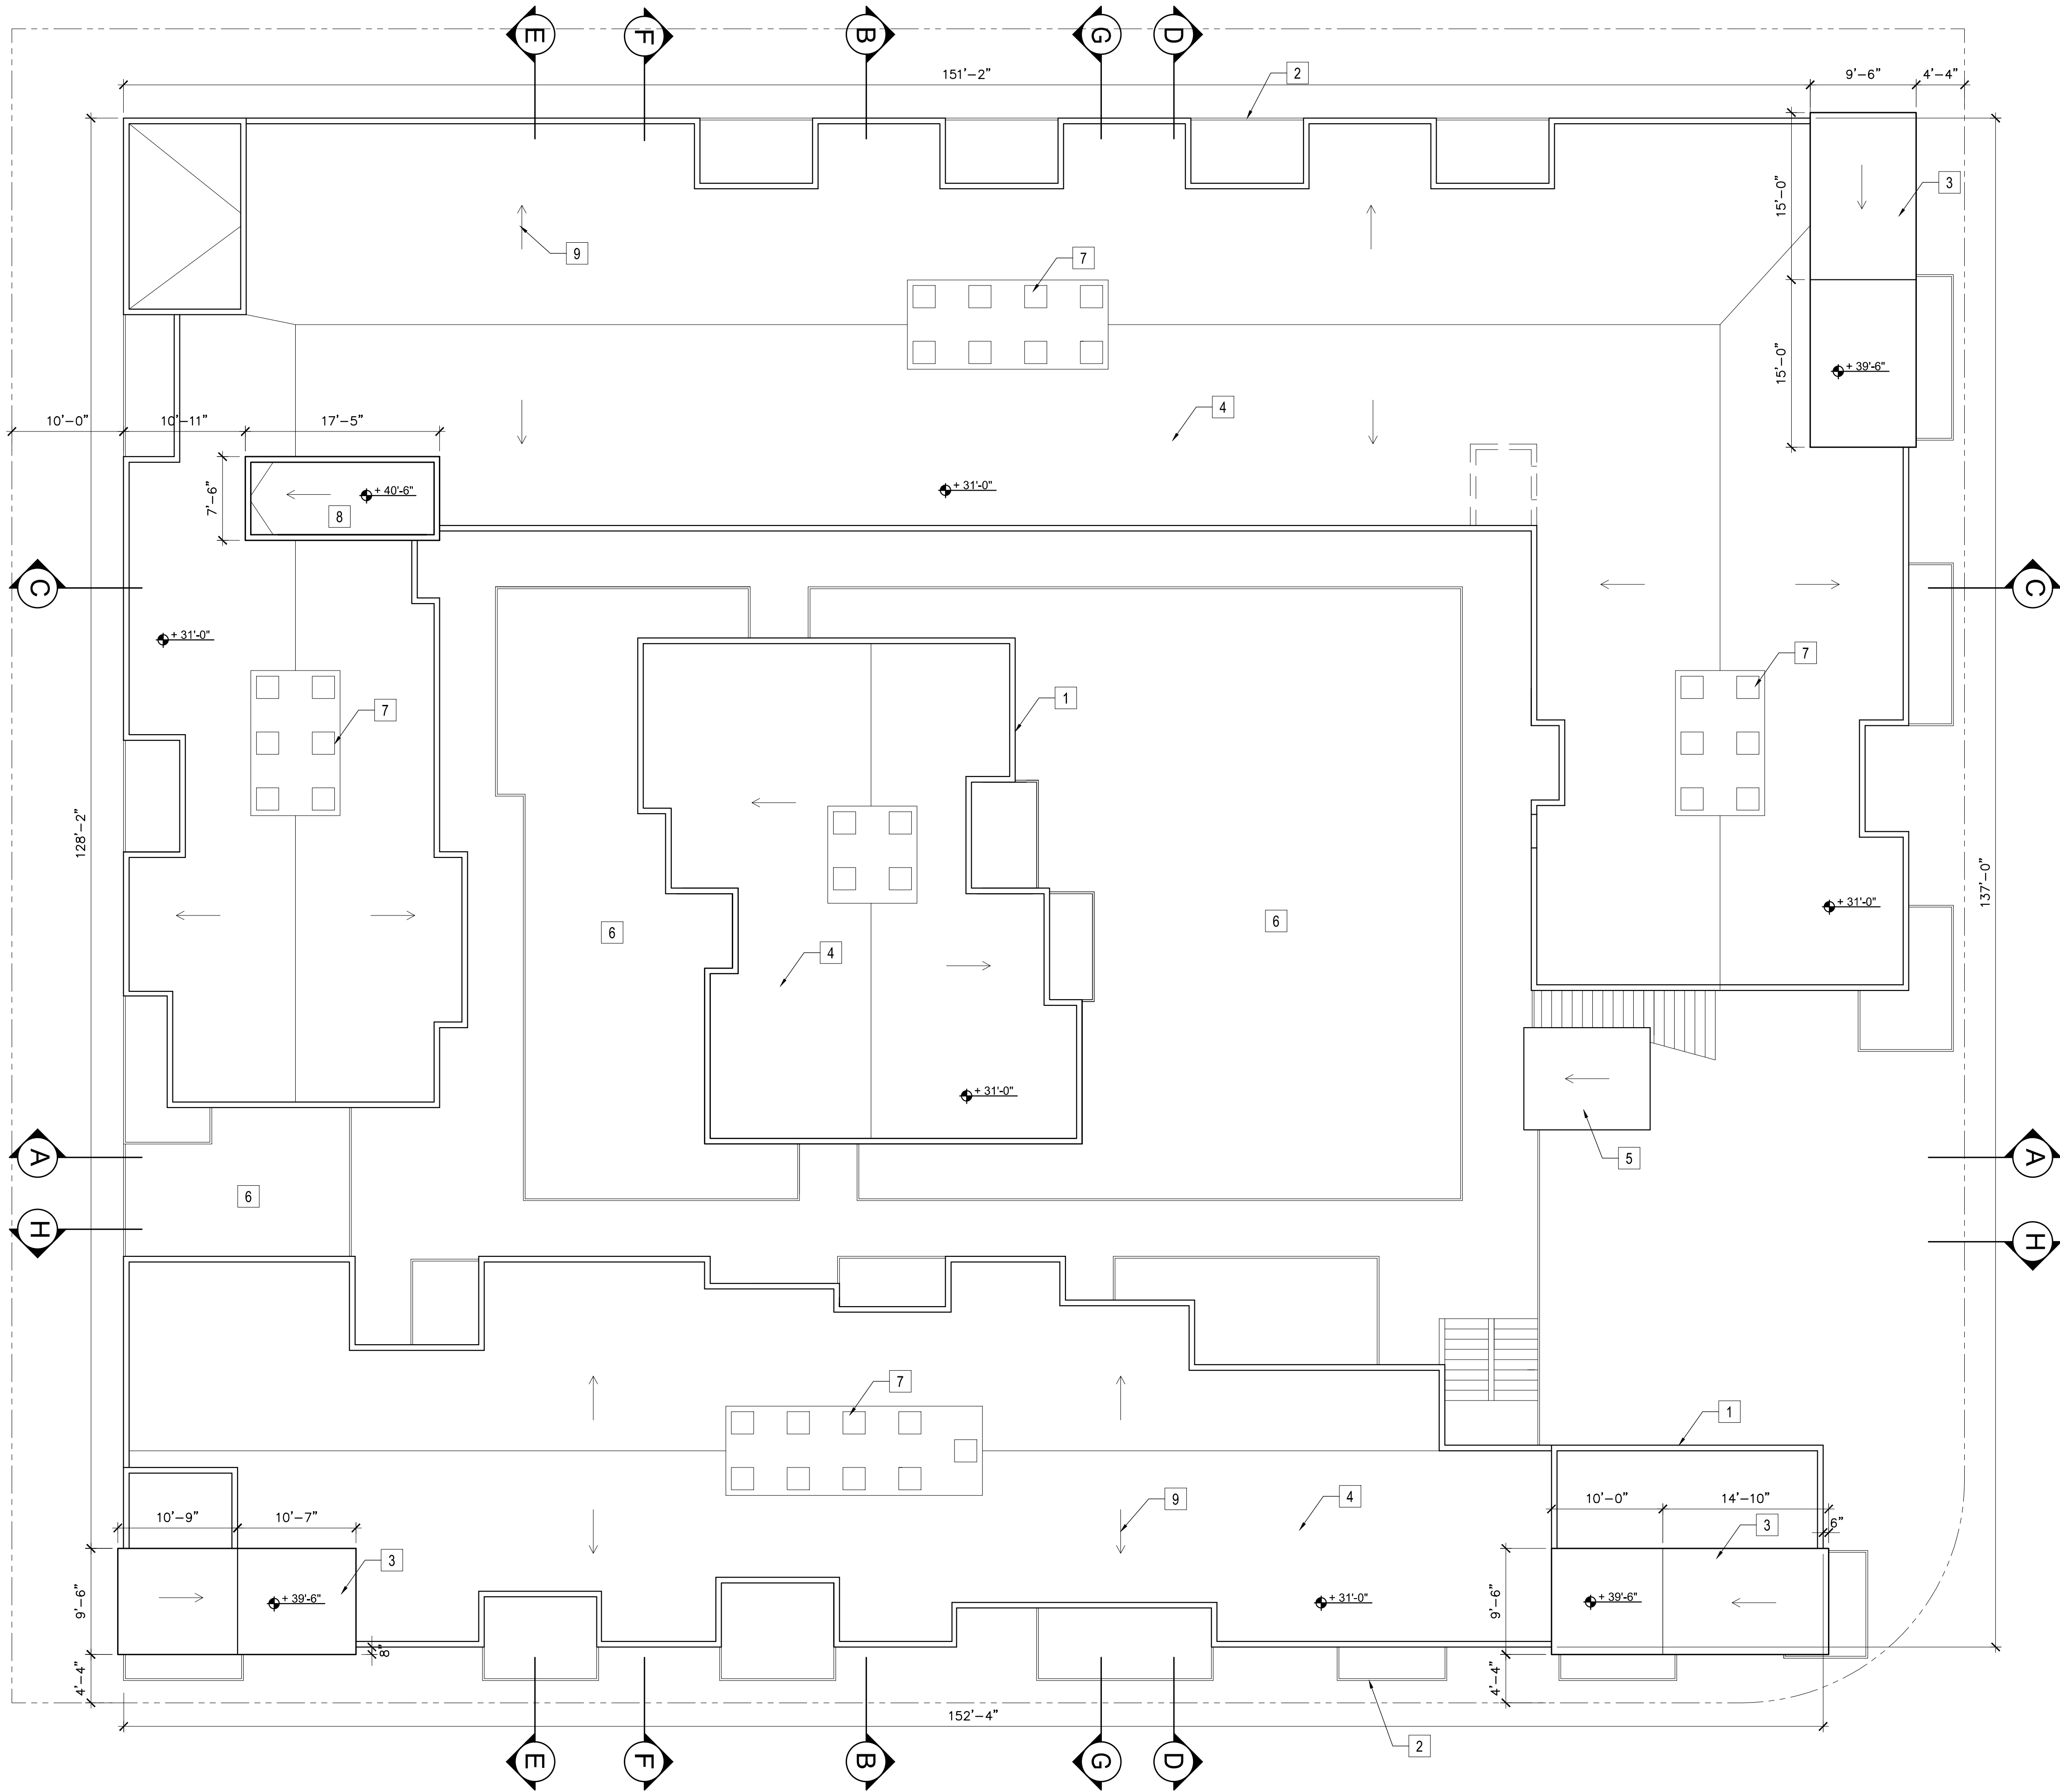 E F B G D
151'-2" 2 9'-6" 4'-4"
15'-0" 3
9 7
15'-0"
+ 39'-6"
4
10'-0" 10'-11" 17'-5"
7'-6" + 40'-6" + 31'-0"
8
C C
+ 31'-0"
7
1
7
128'-2"
137'-0"
+ 31'-0"
6 6
4
+ 31'-0"
A 5 A
6
H H
7
1
9 4 10'-0" 14'-10"
10'-9" 10'-7" 3 6"
3
9'-6" + 39'-6" + 31'-0" 9'-6" + 39'-6"
8"
4'-4" 4'-4"
152'-4"
2
E F B G D